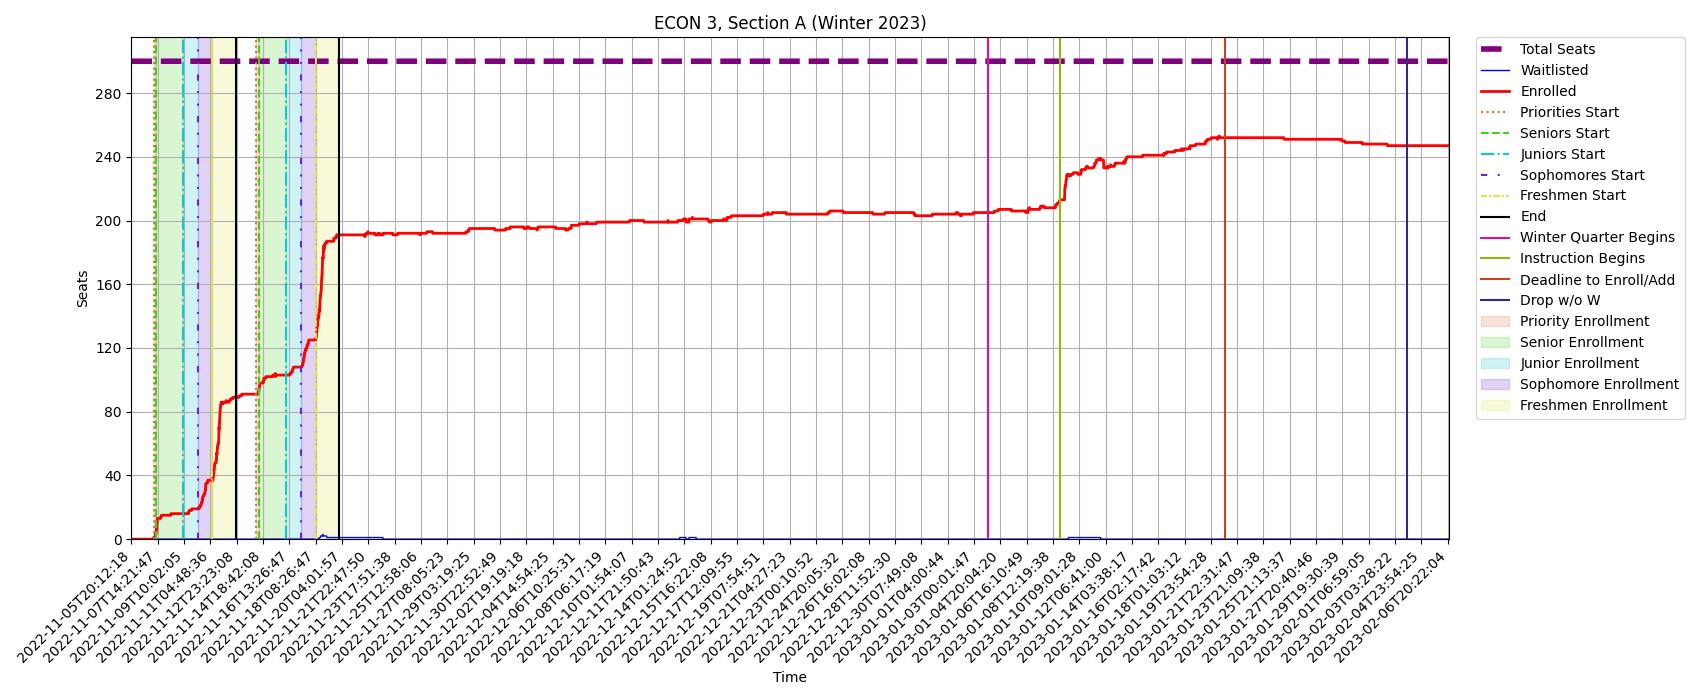 ECON 3, Section A (Winter 2023)
Seats
280
240
200
160
120
80
40
0
2022-11-05T20:12:18
2022-11-07T14:21:47
2022-11-09T10:02:05
2022-11-11T04:48:36
2022-11-12T23:23:08
2022-11-14T18:42:08
2022-11-16T13:26:47
2022-11-18T08:26:47
2022-11-20T04:01:57
2022-11-21T22:47:50
2022-11-23T17:51:38
2022-11-25T12:58:06
2022-11-27T08:05:23
2022-11-29T03:19:25
2022-11-30T22:52:49
2022-12-02T19:19:18
2022-12-04T14:54:25
2022-12-06T10:25:31
2022-12-08T06:17:19
2022-12-10T01:54:07
2022-12-11T21:50:43
2022-12-14T01:24:52
2022-12-15T16:22:08
2022-12-17T12:09:55
2022-12-19T07:54:51
2022-12-21T04:27:23
2022-12-23T00:10:52
2022-12-24T20:05:32
2022-12-26T16:02:08
2022-12-28T11:52:30
2022-12-30T07:49:08
2023-01-01T04:00:44
2023-01-03T00:01:47
2023-01-04T20:04:20
2023-01-06T16:10:49
2023-01-08T12:19:38
2023-01-10T09:01:28
2023-01-12T06:41:00
2023-01-14T03:38:17
2023-01-16T02:17:42
2023-01-18T01:03:12
2023-01-19T23:54:28
2023-01-21T22:31:47
2023-01-23T21:09:38
2023-01-25T21:13:37
2023-01-27T20:40:46
2023-01-29T19:30:39
2023-02-01T06:59:05
2023-02-03T03:28:22
2023-02-04T23:54:25
2023-02-06T20:22:04
Time
Total Seats
Waitlisted
Enrolled
Priorities Start
Seniors Start
Juniors Start
Sophomores Start
Freshmen Start
End
Winter Quarter Begins
Instruction Begins
Deadline to Enroll/Add
Drop w/o W
Priority Enrollment
Senior Enrollment
Junior Enrollment
Sophomore Enrollment
Freshmen Enrollment